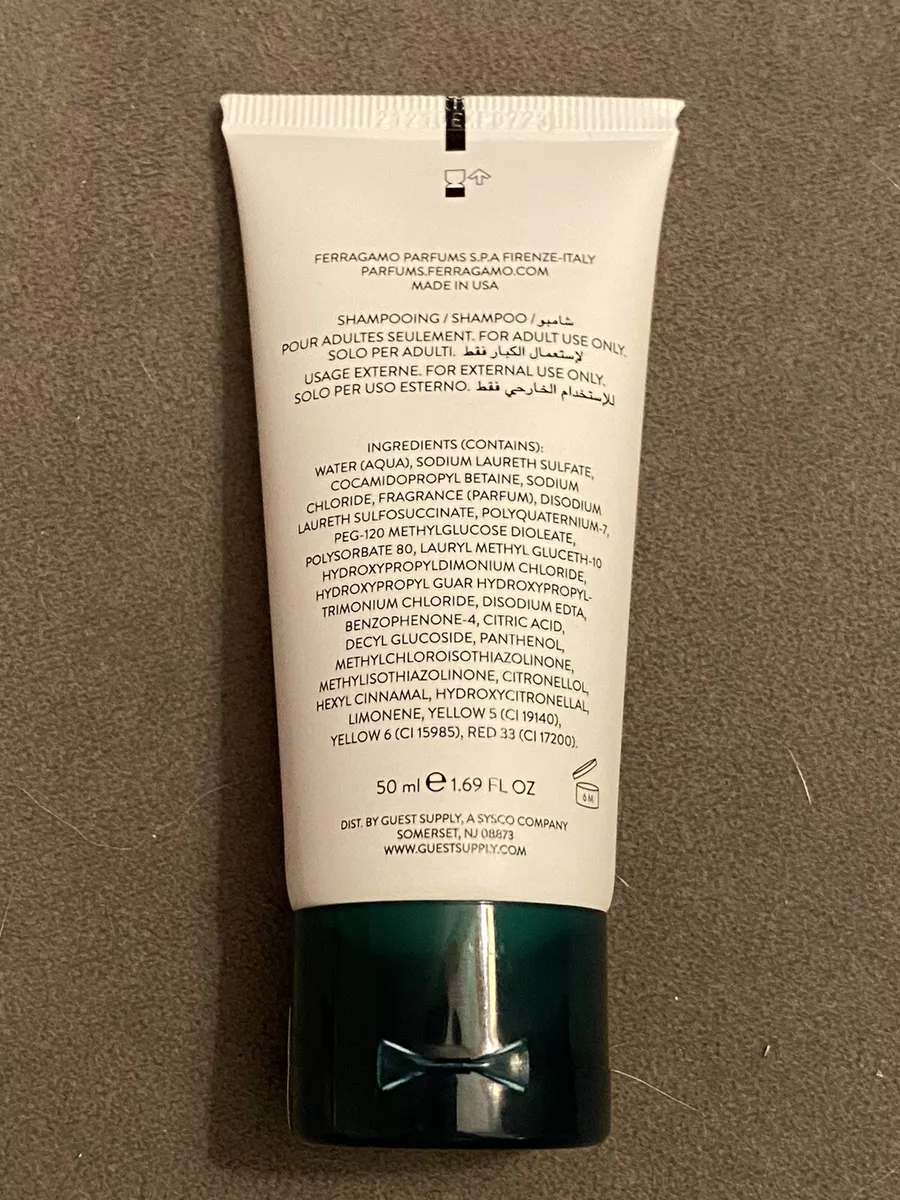 FERRAGAMO PARFUMS S.P.A FIRENZE-ITALY
PARFUMS.FERRAGAMO.COM
MADE IN USA
SHAMPOOING / SHAMPOO / شامبو
POUR ADULTES SEULEMENT. FOR ADULT USE ONLY.
SOLO PER ADULTI. لإستعمال الكبار فقط
USAGE EXTERNE. FOR EXTERNAL USE ONLY.
SOLO PER USO ESTERNO. للإستخدام الخارجي فقط
INGREDIENTS (CONTAINS):
WATER (AQUA), SODIUM LAURETH SULFATE,
COCAMIDOPROPYL BETAINE, SODIUM
CHLORIDE, FRAGRANCE (PARFUM), DISODIUM
LAURETH SULFOSUCCINATE, POLYQUATERNIUM-7,
PEG-120 METHYLGLUCOSE DIOLEATE,
POLYSORBATE 80, LAURYL METHYL GLUCETH-10
HYDROXYPROPYLDIMONIUM CHLORIDE,
HYDROXYPROPYL GUAR HYDROXYPROPYL-
TRIMONIUM CHLORIDE, DISODIUM EDTA,
BENZOPHENONE-4, CITRIC ACID,
DECYL GLUCOSIDE, PANTHENOL,
METHYLCHLOROISOTHIAZOLINONE,
METHYLISOTHIAZOLINONE, CITRONELLOL,
HEXYL CINNAMAL, HYDROXYCITRONELLAL,
LIMONENE, YELLOW 5 (CI 19140),
YELLOW 6 (CI 15985), RED 33 (CI 17200).
50 ml e 1.69 FL OZ
6M
DIST. BY GUEST SUPPLY, A SYSCO COMPANY
SOMERSET, NJ 08873
WWW.GUESTSUPPLY.COM